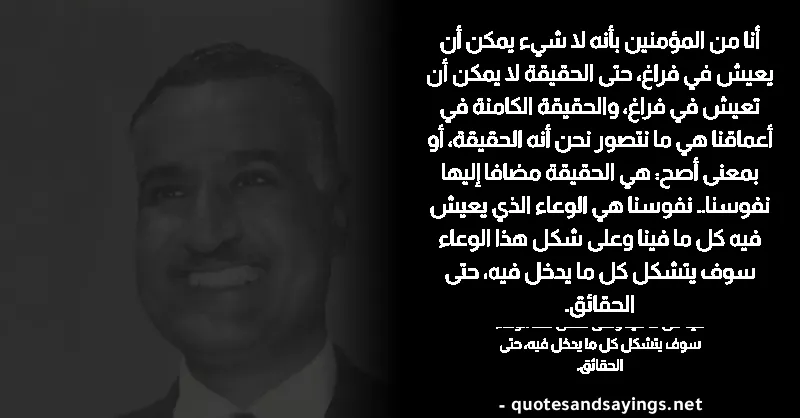 أنا من المؤمنين بأنه لا شيء يمكن أن
يعيش في فراغ، حتى الحقيقة لا يمكن أن
تعيش في فراغ، والحقيقة الكامنة في
أعماقنا هي ما نتصور نحن أنه الحقيقة، أو
بمعنى أصح: هي الحقيقة مضافا إليها
نفوسنا.. نفوسنا هي الوعاء الذي يعيش
فيه كل ما فينا وعلى شكل هذا الوعاء
سوف يتشكل كل ما يدخل فيه، حتى
الحقائق.
سوف يتشكل كل ما يدخل فيه، حتى
الحقائق.
- quotesandsayings.net